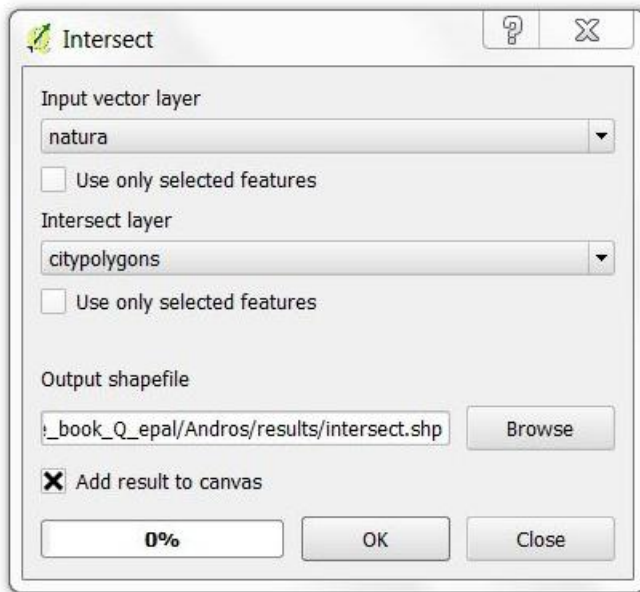 Intersect
Input vector layer
natura
Use only selected features
Intersect layer
citypolygons
Use only selected features
Output shapefile
_book_Q_epal/Andros/results/intersect.shp
Browse
Add result to canvas
0%
OK
Close